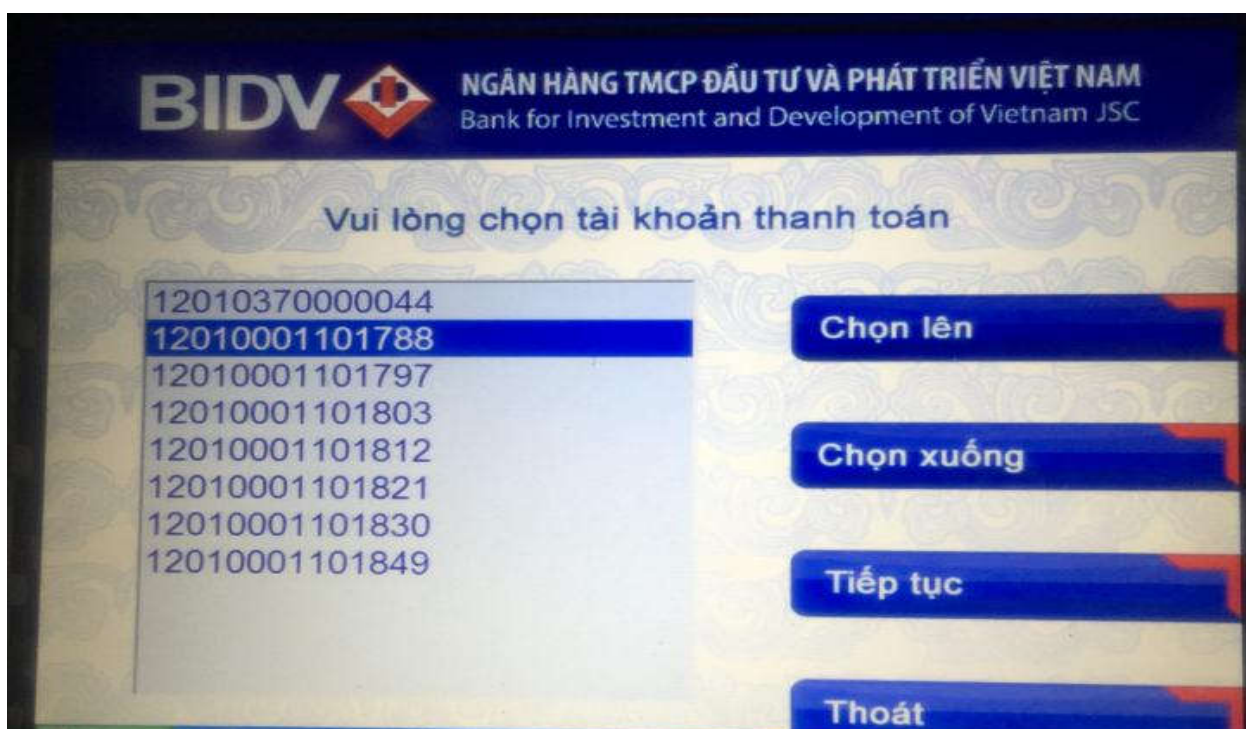 BIDV
NGÂN HÀNG TMCP ĐẦU TƯ VÀ PHÁT TRIỂN VIỆT NAM
Bank for Investment and Development of Vietnam JSC
Vui lòng chọn tài khoản thanh toán
12010370000044
12010001101788
12010001101797
12010001101803
12010001101812
12010001101821
12010001101830
12010001101849
Chọn lên
Chọn xuống
Tiếp tục
Thoát